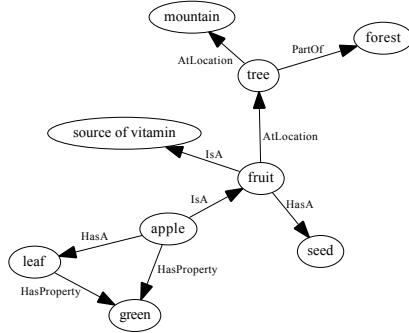 mountain
forest
AtLocation
PartOf
tree
source of vitamin
AtLocation
IsA
fruit
IsA
HasA
apple
HasA
seed
leaf
HasProperty
HasProperty
green